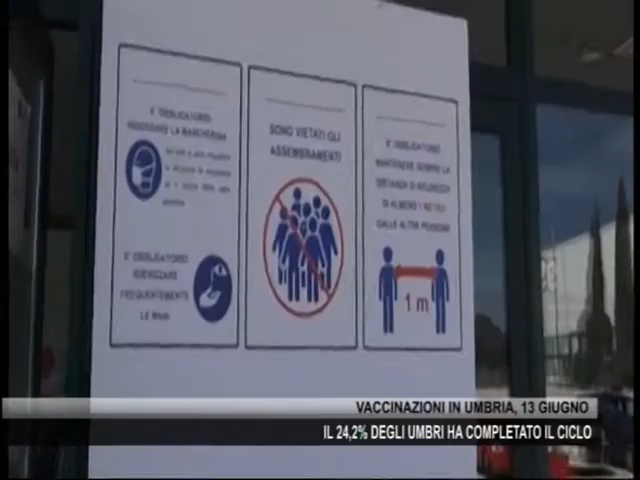 E' OBBLIGATORIO
INDOSSARE LA MASCHERINA
E' OBBLIGATORIO
IGIENIZZARE
FREQUENTEMENTE
LE MANI
SONO VIETATI GLI
ASSEMBRAMENTI
E' OBBLIGATORIO
MANTENERE SEMPRE LA
DISTANZA DI SICUREZZA
DI ALMENO 1 METRO
DALLE ALTRE PERSONE
1 m
VACCINAZIONI IN UMBRIA, 13 GIUGNO
IL 24,2% DEGLI UMBRI HA COMPLETATO IL CICLO